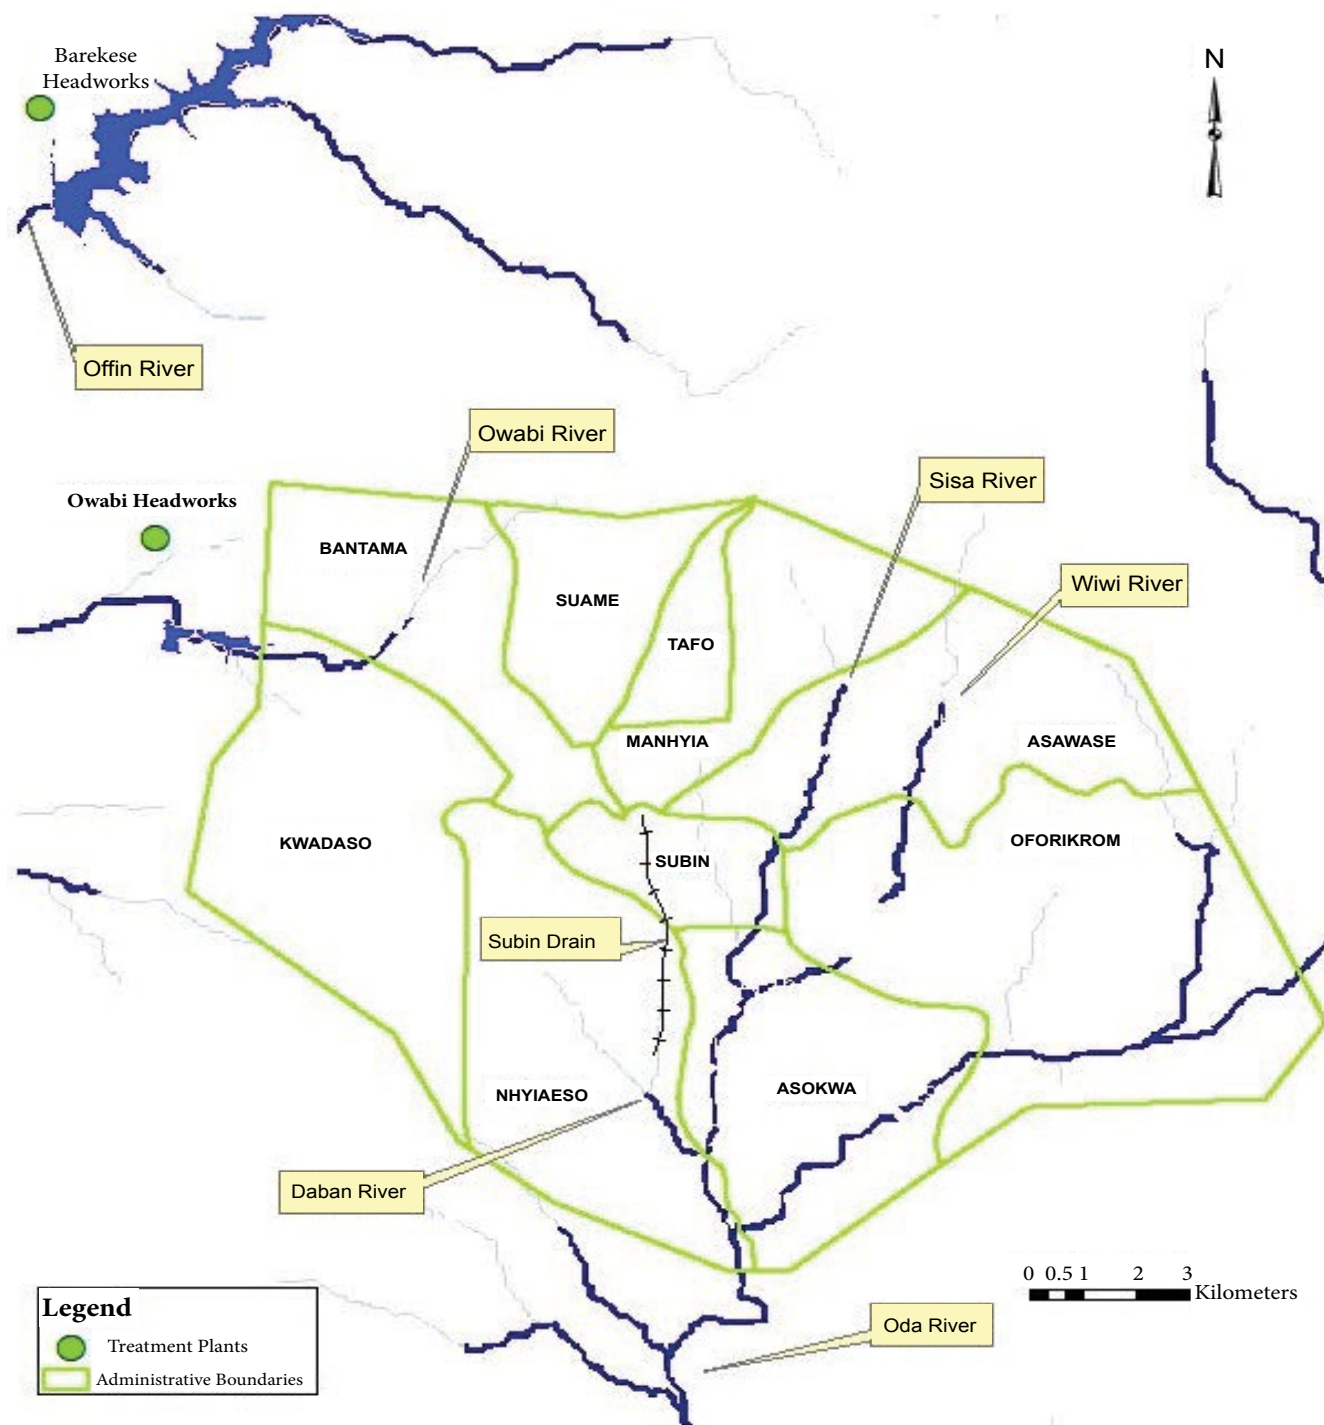 Barekese
Headworks
N
Offin River
Owabi River
Sisa River
Owabi Headworks
BANTAMA
Wiwi River
SUAME
TAFO
MANHYIA
ASAWASE
KWADASO
SUBIN
OFORIKROM
Subin Drain
NHYIAESO
ASOKWA
Daban River
0 0.5 1 2 3
Kilometers
Legend
Treatment Plants
Administrative Boundaries
Oda River